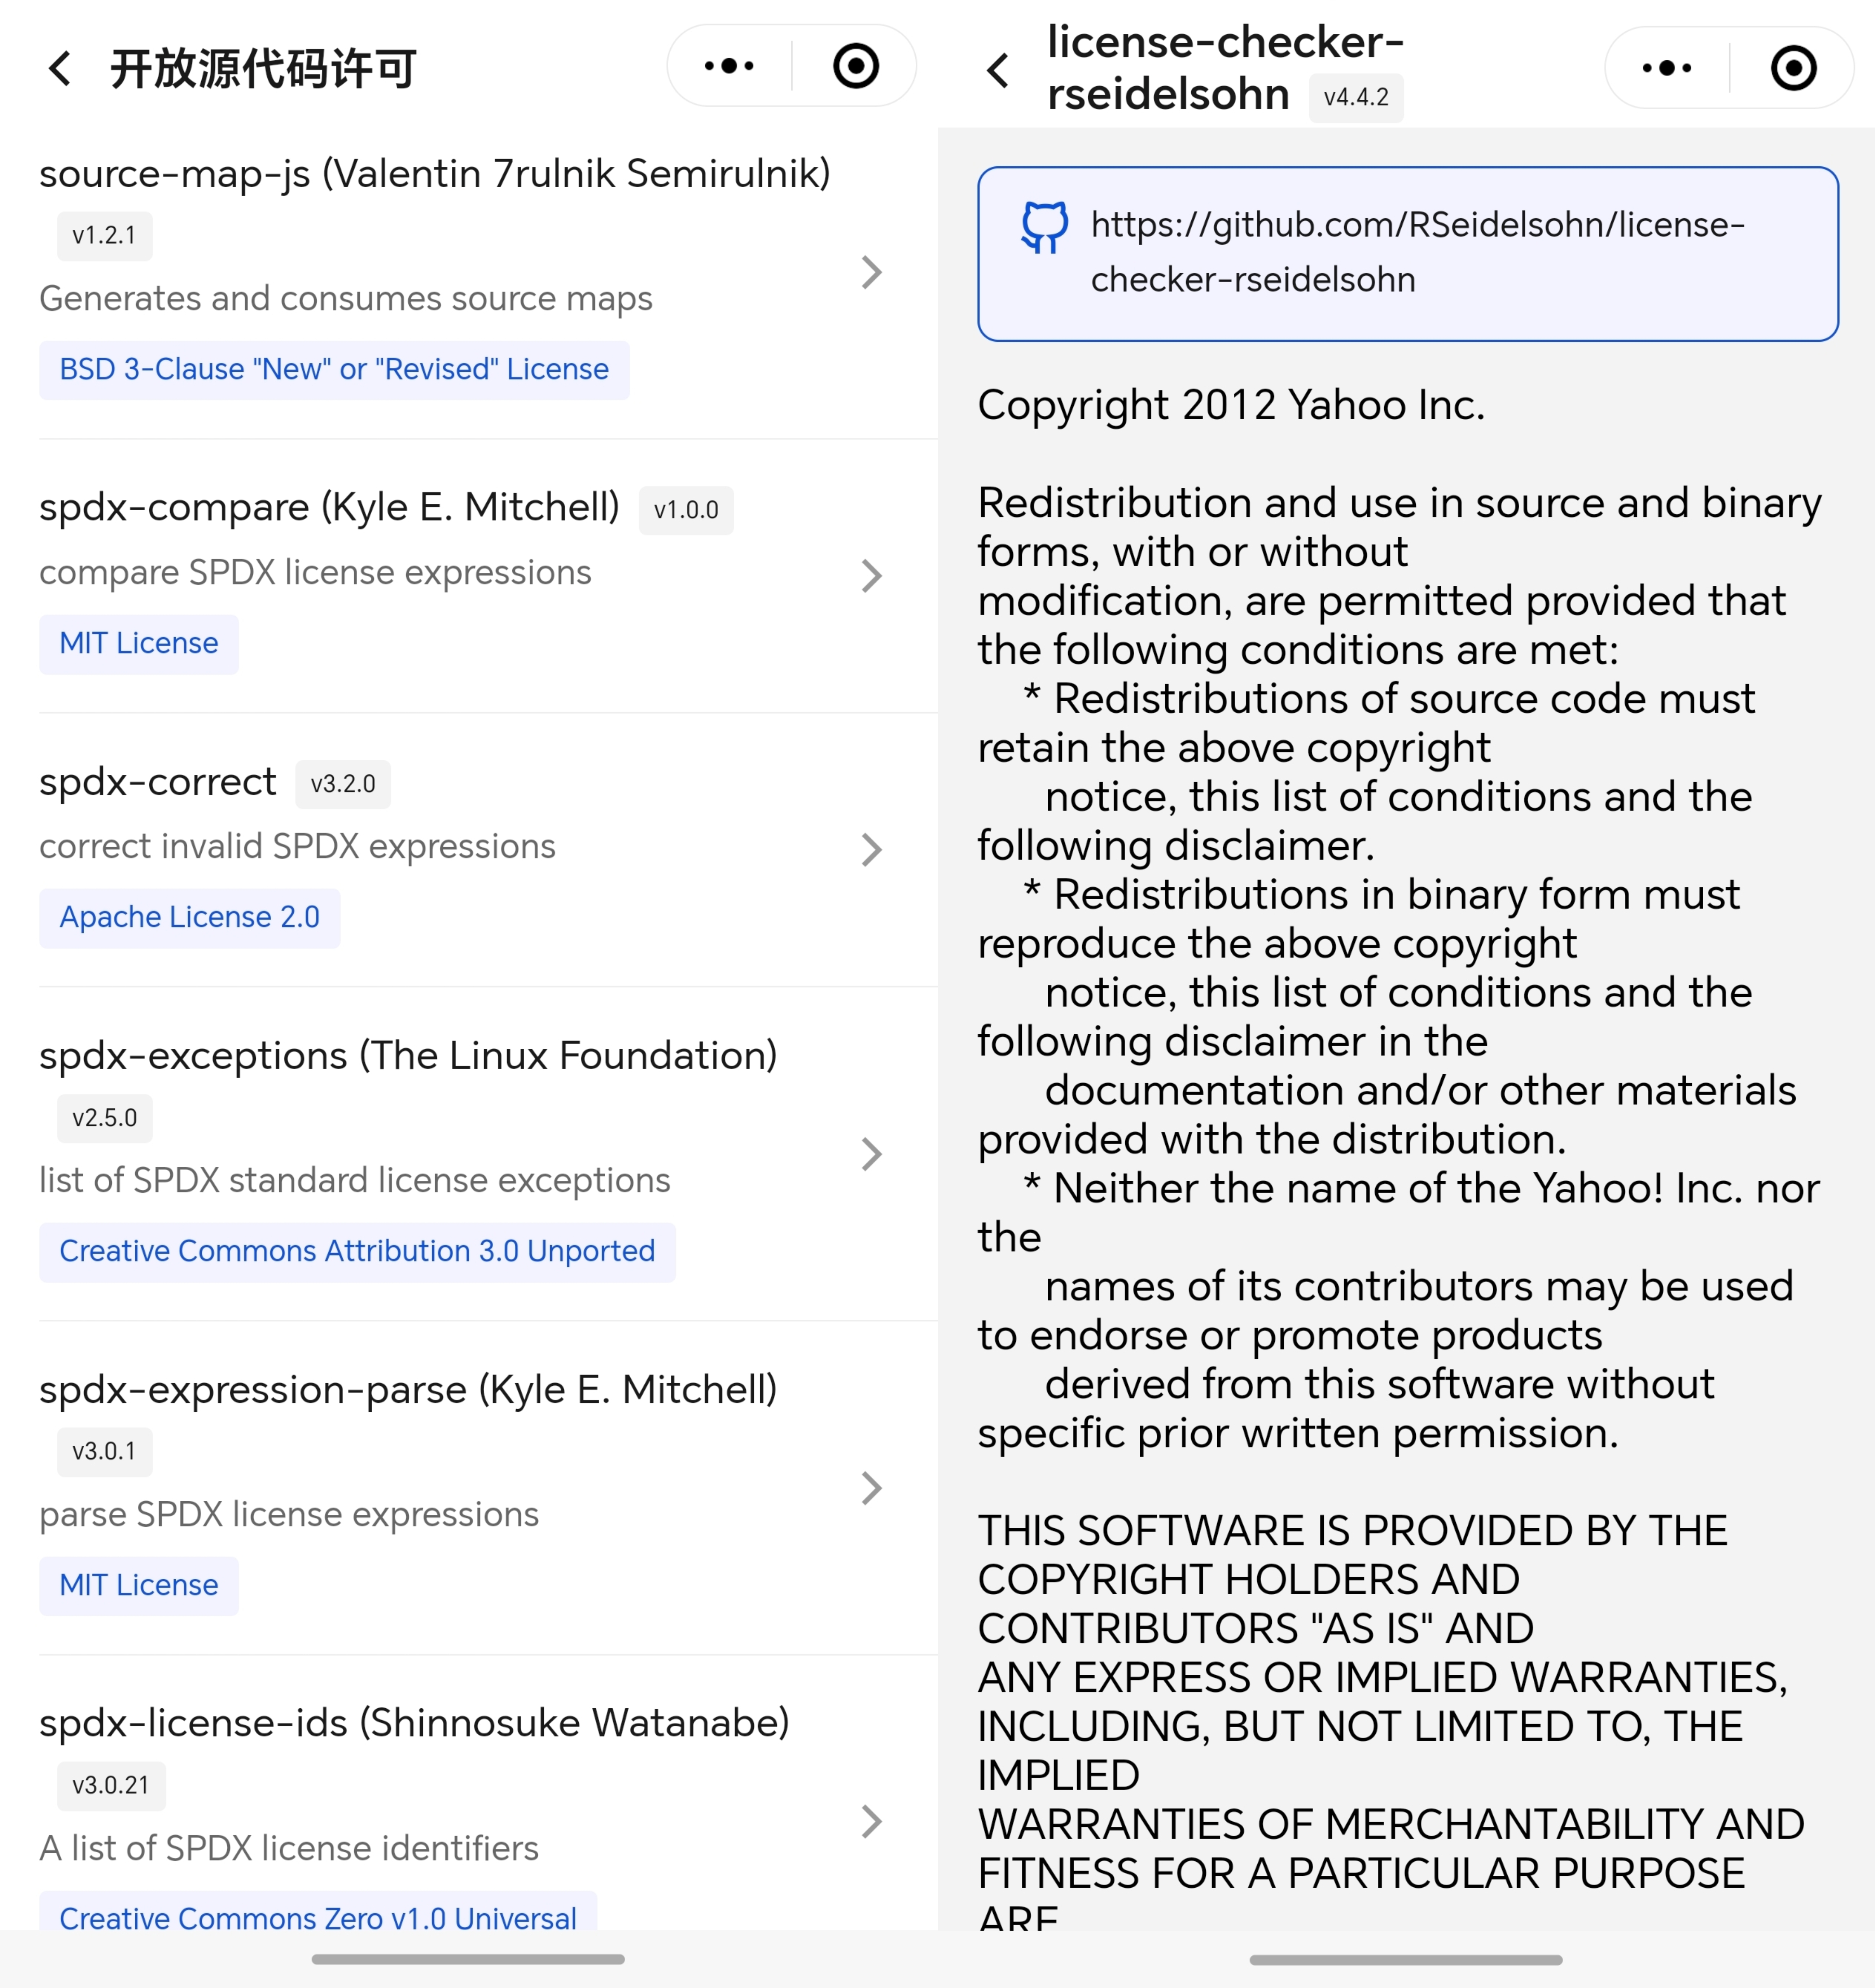 开放源代码许可
source-map-js (Valentin 7rulnik Semirulnik)
v1.2.1
Generates and consumes source maps
BSD 3-Clause "New" or "Revised" License
spdx-compare (Kyle E. Mitchell) v1.0.0
compare SPDX license expressions
MIT License
spdx-correct v3.2.0
correct invalid SPDX expressions
Apache License 2.0
spdx-exceptions (The Linux Foundation)
v2.5.0
list of SPDX standard license exceptions
Creative Commons Attribution 3.0 Unported
spdx-expression-parse (Kyle E. Mitchell)
v3.0.1
parse SPDX license expressions
MIT License
spdx-license-ids (Shinnosuke Watanabe)
v3.0.21
A list of SPDX license identifiers
Creative Commons Zero v1.0 Universal
license-checker-
rseidelsohn v4.4.2
https://github.com/RSeidelsohn/license-
checker-rseidelsohn
Copyright 2012 Yahoo Inc.
Redistribution and use in source and binary
forms, with or without
modification, are permitted provided that
the following conditions are met:
* Redistributions of source code must
retain the above copyright
notice, this list of conditions and the
following disclaimer.
* Redistributions in binary form must
reproduce the above copyright
notice, this list of conditions and the
following disclaimer in the
documentation and/or other materials
provided with the distribution.
* Neither the name of the Yahoo! Inc. nor
the
names of its contributors may be used
to endorse or promote products
derived from this software without
specific prior written permission.
THIS SOFTWARE IS PROVIDED BY THE
COPYRIGHT HOLDERS AND
CONTRIBUTORS "AS IS" AND
ANY EXPRESS OR IMPLIED WARRANTIES,
INCLUDING, BUT NOT LIMITED TO, THE
IMPLIED
WARRANTIES OF MERCHANTABILITY AND
FITNESS FOR A PARTICULAR PURPOSE
ARE